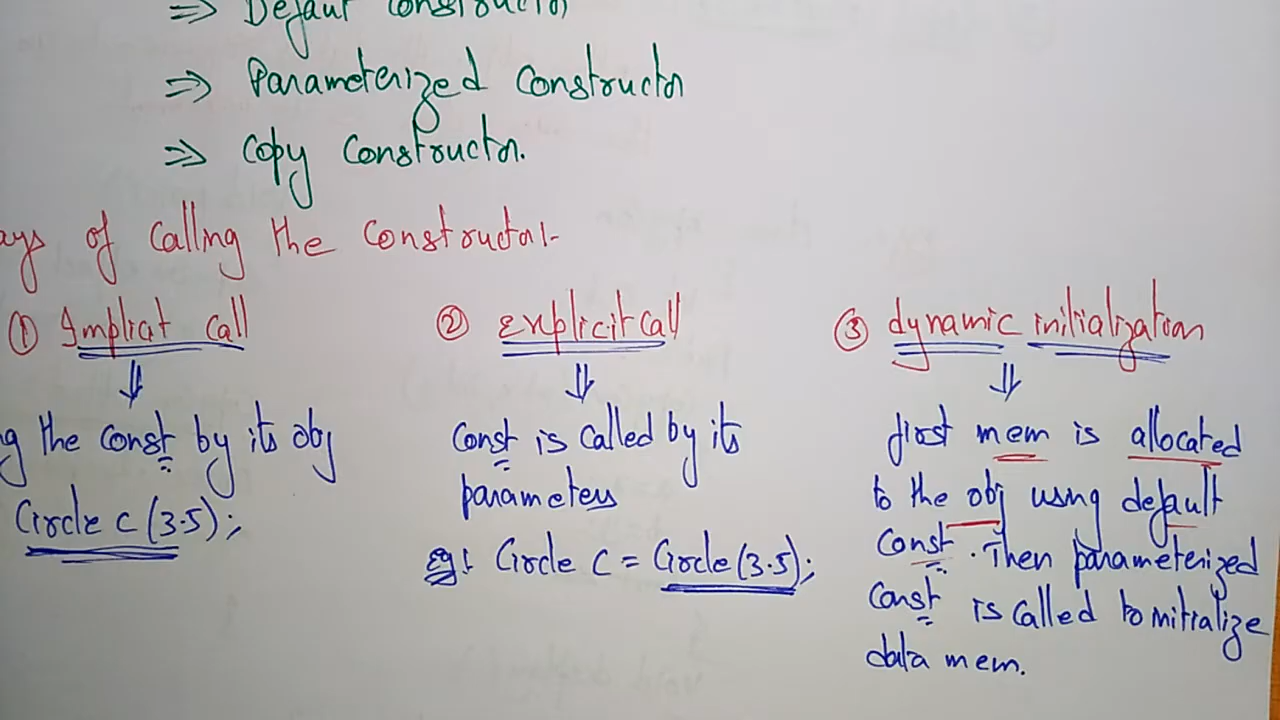 ⇒ Default Constructor
⇒ Parameterized Constructor
⇒ Copy Constructor.
of Calling the Constructor
① Implicit Call
⇓
the const by its obj
Circle C (3.5);
② Explicit Call
⇓
Const is called by its
parameters
eg: Circle C = Circle (3.5);
③ dynamic initialization
⇓
first mem is allocated
to the obj using default
Const. Then parameterized
Const is called to initialize
data mem.